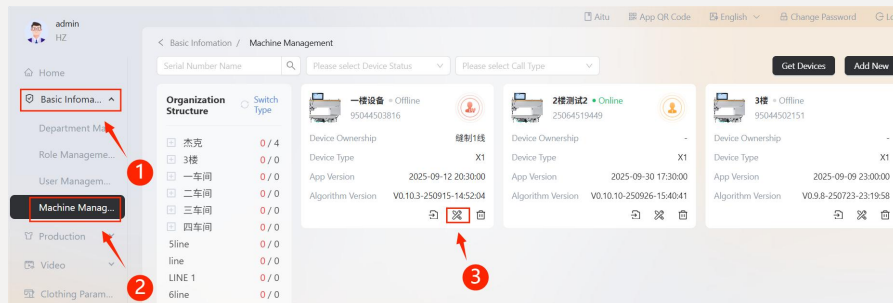 admin
HZ
Aitu
App QR Code
English
Change Password
Lo
Basic Infomation / Machine Management
Serial Number Name
Please select Device Status
Please select Call Type
Get Devices
Add New
Home
Basic Infoma...
Department Ma...
Role Manageme...
User Managem...
Machine Manag...
Production
Video
Clothing Param...
Organization Structure
Switch Type
杰克 0 / 4
3楼 0 / 0
一车间 0 / 0
二车间 0 / 0
三车间 0 / 0
四车间 0 / 0
5line 0 / 0
line 0 / 0
LINE 1 0 / 0
6line 0 / 0
一楼设备 Offline
95044503816
Device Ownership 缝制1线
Device Type X1
App Version 2025-09-12 20:30:00
Algorithm Version V0.10.3-250915-14:52:04
2楼测试2 Online
25064519449
Device Ownership -
Device Type X1
App Version 2025-09-30 17:30:00
Algorithm Version V0.10.10-250926-15:40:41
3楼 Offline
95044502151
Device Ownership -
Device Type X1
App Version 2025-09-09 23:00:00
Algorithm Version V0.9.8-250723-23:19:58
1
2
3